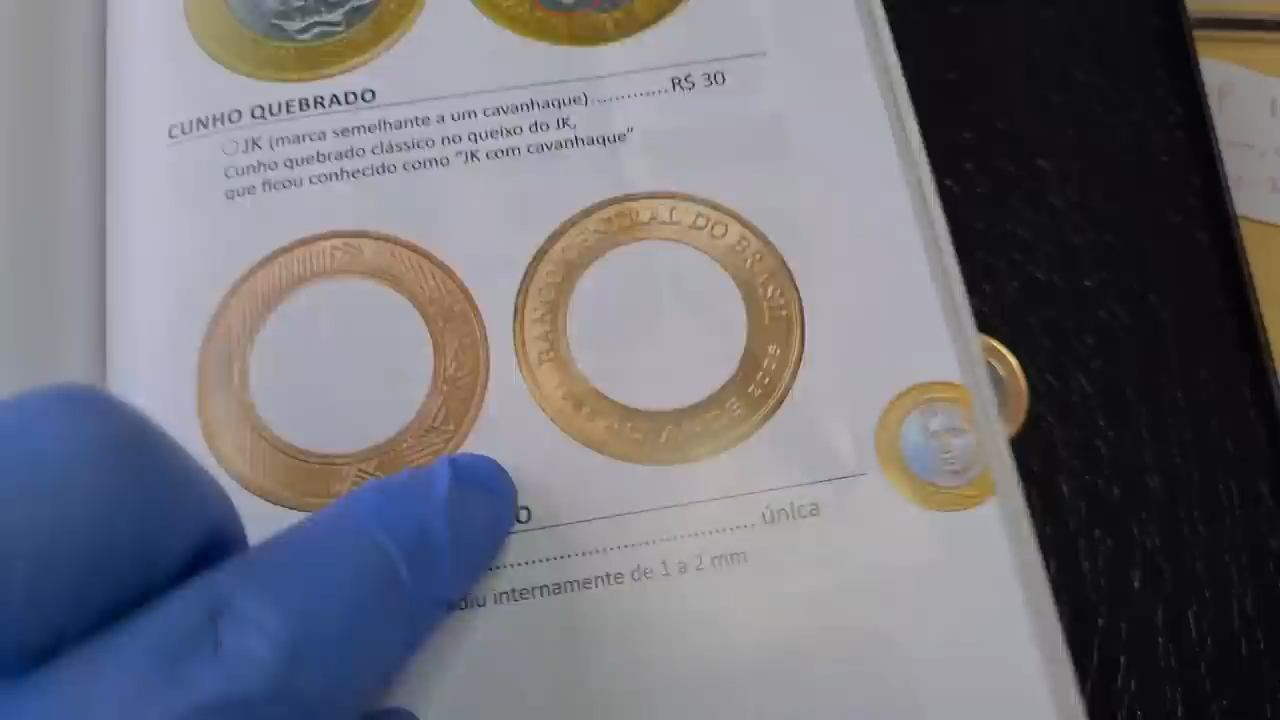 CUNHO QUEBRADO
JK (marca semelhante a um cavanhaque)............R$ 30
Cunho quebrado clássico no queixo do JK,
que ficou conhecido como "JK com cavanhaque"
BANCO CENTRAL DO BRASIL
O
única
internamente de 1 a 2 mm